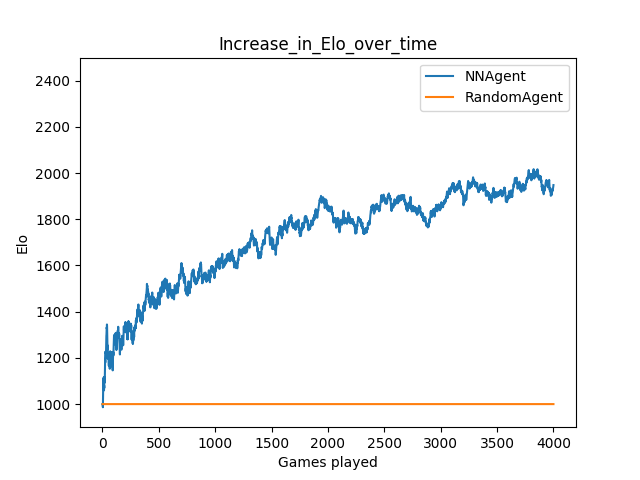 Increase_in_Elo_over_time
NNAgent
RandomAgent
2400
2200
2000
1800
1600
1400
1200
1000
Elo
0 500 1000 1500 2000 2500 3000 3500 4000
Games played